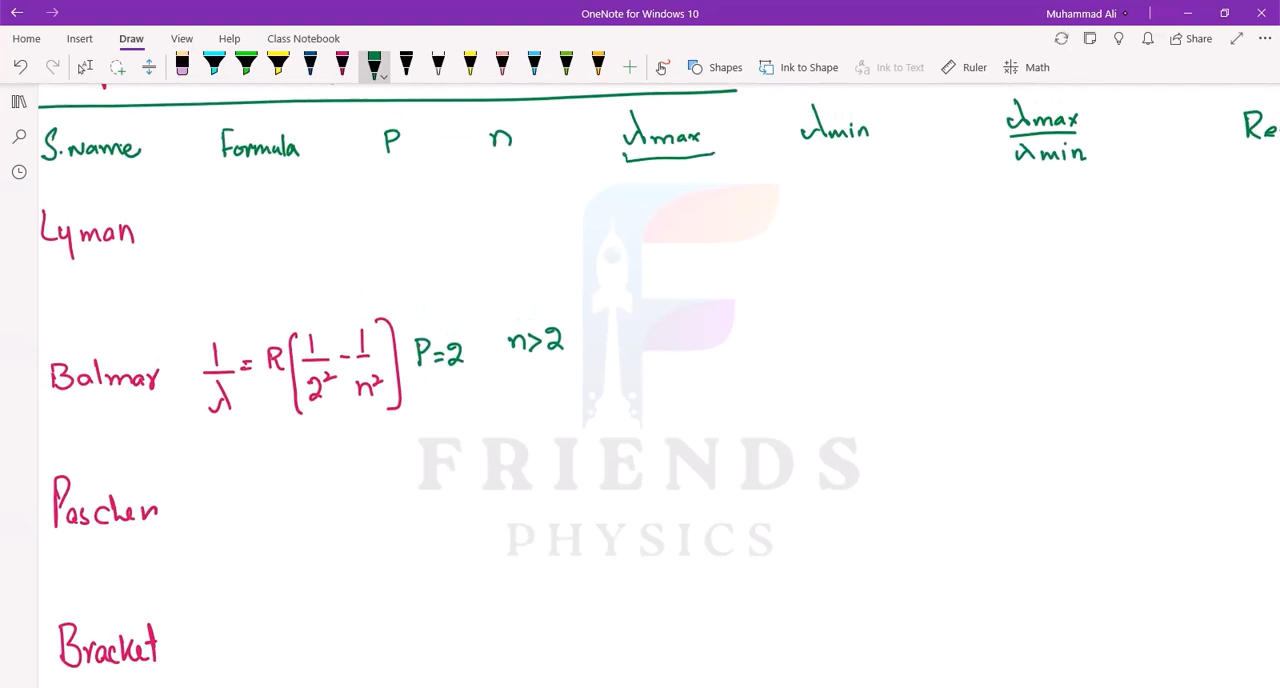 OneNote for Windows 10
Muhammad Ali
Home Insert Draw View Help Class Notebook
Share
Shapes Ink to Shape Ink to Text Ruler Math
S.Name Formula P n λmax λmin λmax/λmin Re
Lyman
Balmar 1/λ = R[1/2² - 1/n²] P=2 n>2
Paschen
Bracket
FRIENDS
PHYSICS